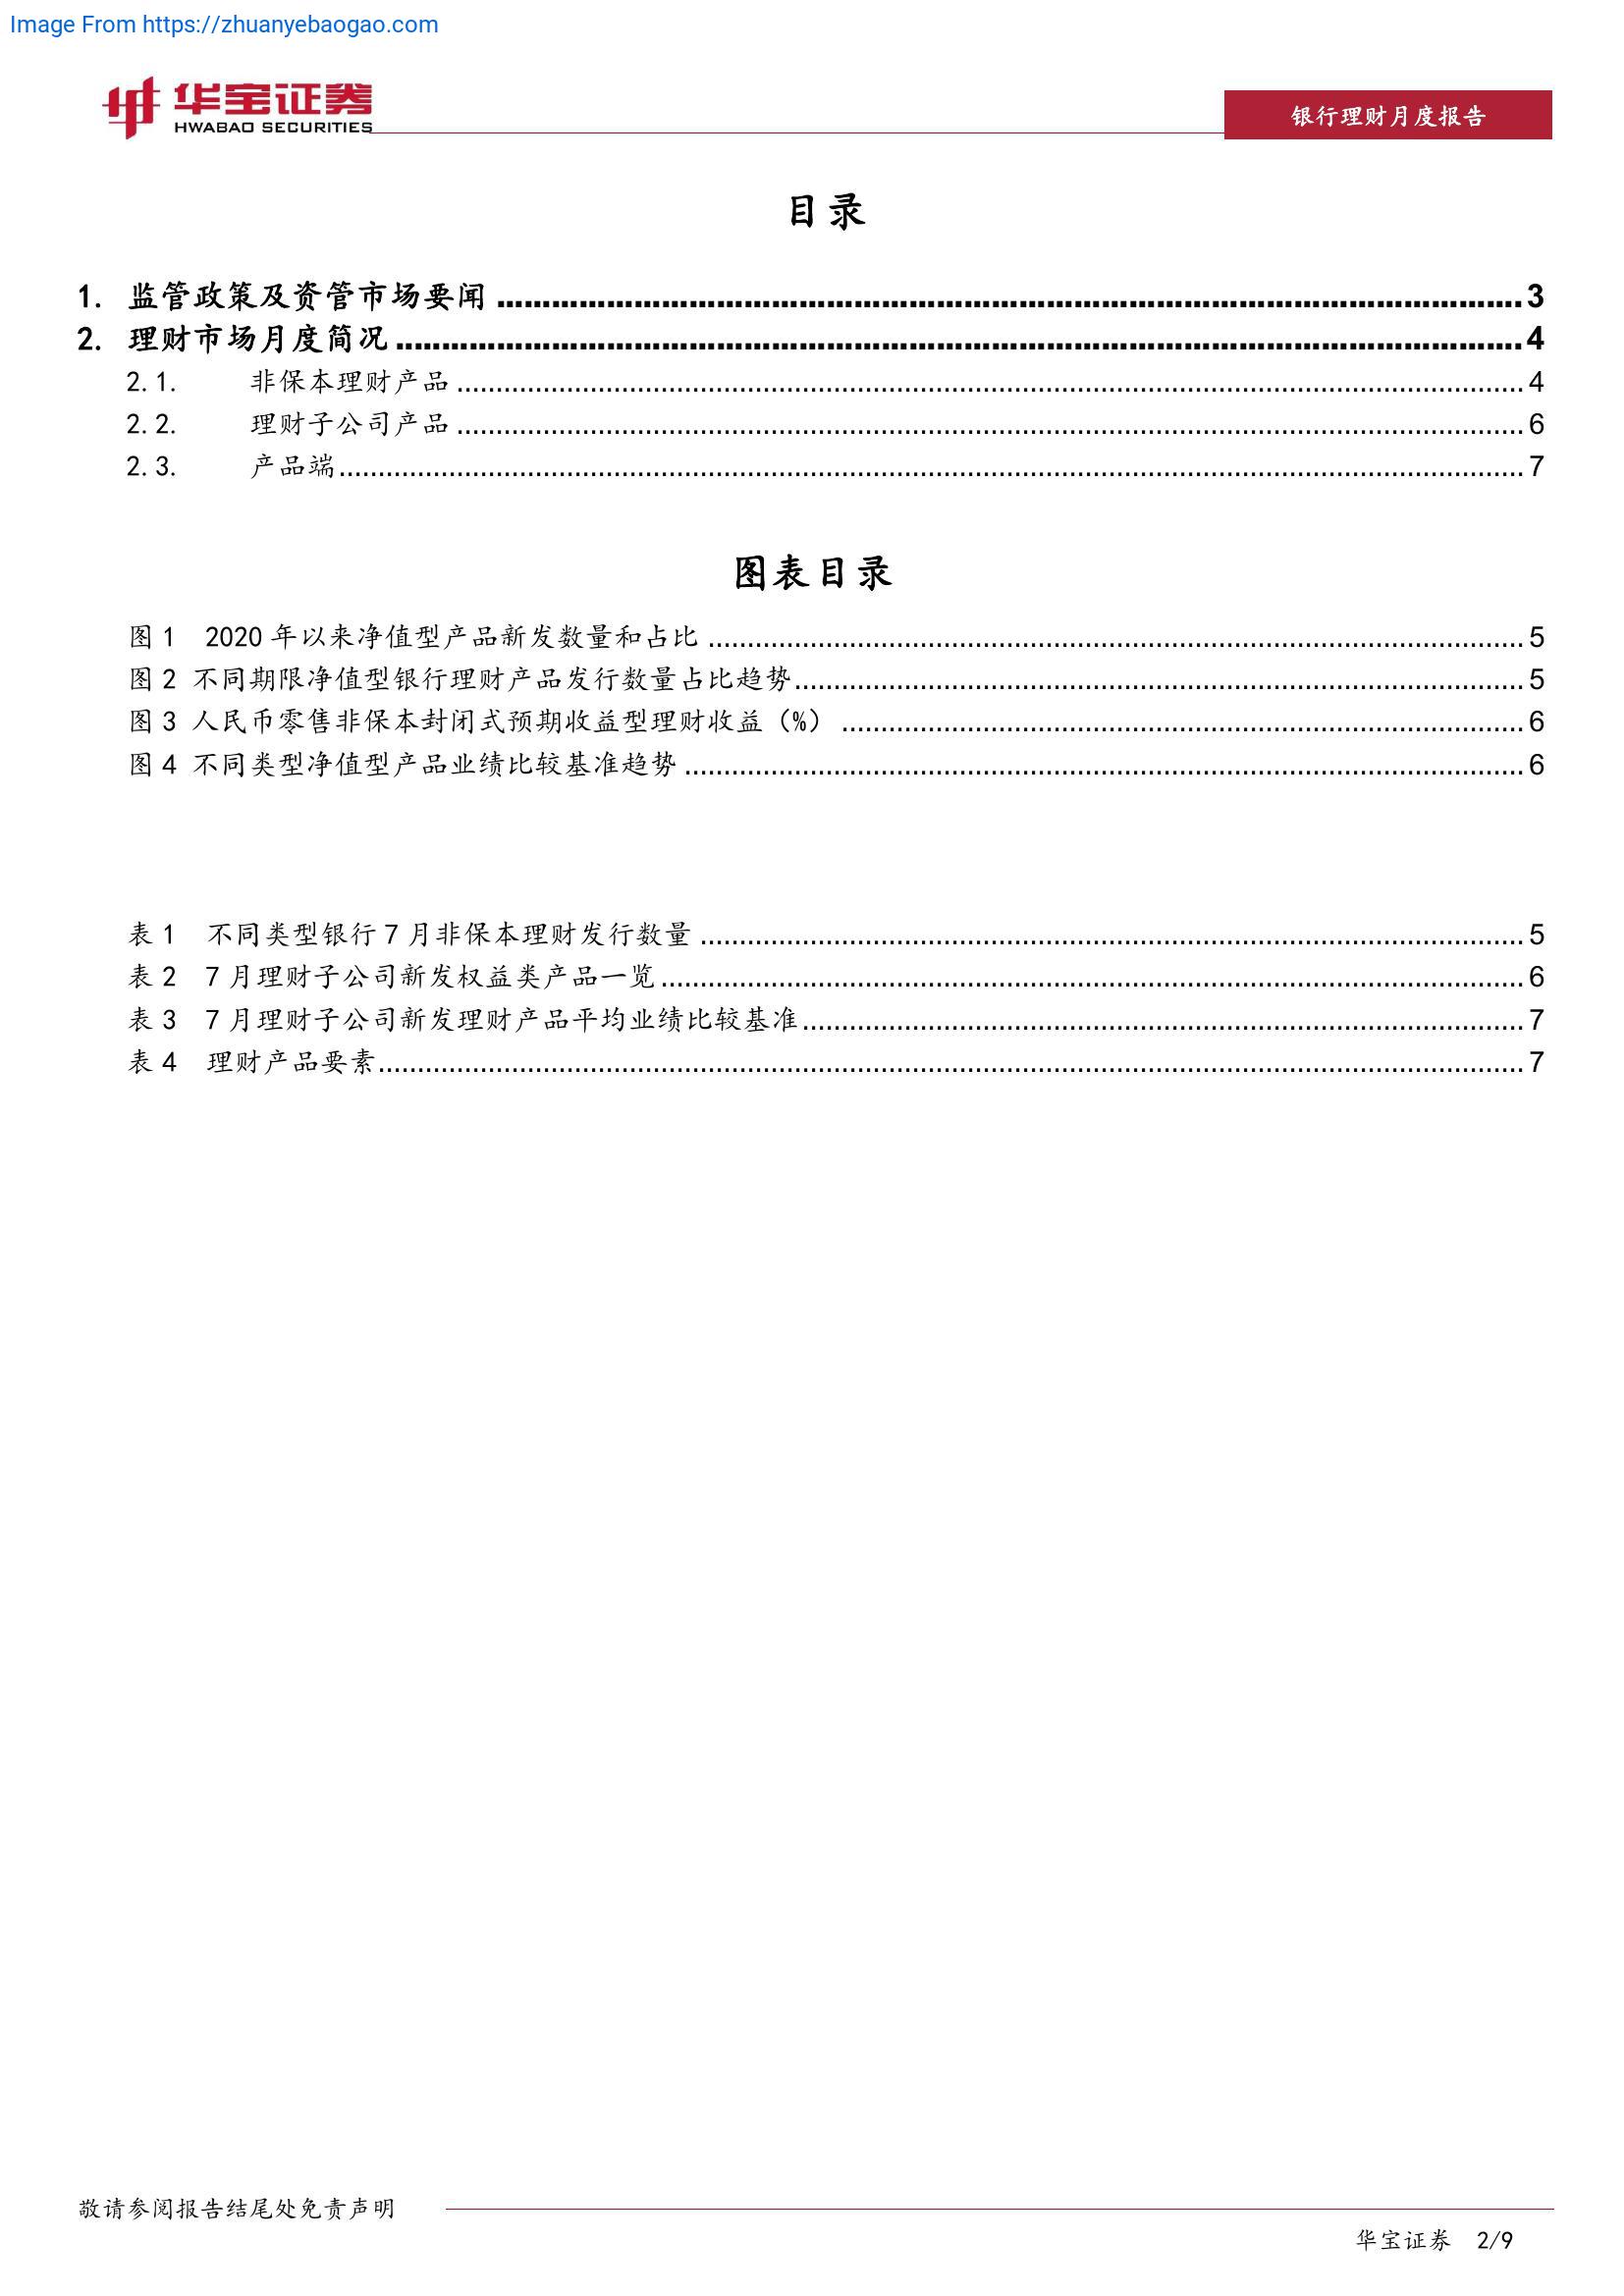 Image From https://zhuanyebaogao.com
华宝证券
HWABAO SECURITIES
银行理财月度报告
目录
1. 监管政策及资管市场要闻 3
2. 理财市场月度简况 4
2.1. 非保本理财产品 4
2.2. 理财子公司产品 6
2.3. 产品端 7
图表目录
图 1 2020 年以来净值型产品新发数量和占比 5
图 2 不同期限净值型银行理财产品发行数量占比趋势 5
图 3 人民币零售非保本封闭式预期收益型理财收益（%） 6
图 4 不同类型净值型产品业绩比较基准趋势 6
表 1 不同类型银行 7 月非保本理财发行数量 5
表 2 7 月理财子公司新发权益类产品一览 6
表 3 7 月理财子公司新发理财产品平均业绩比较基准 7
表 4 理财产品要素 7
敬请参阅报告结尾处免责声明
华宝证券 2/9